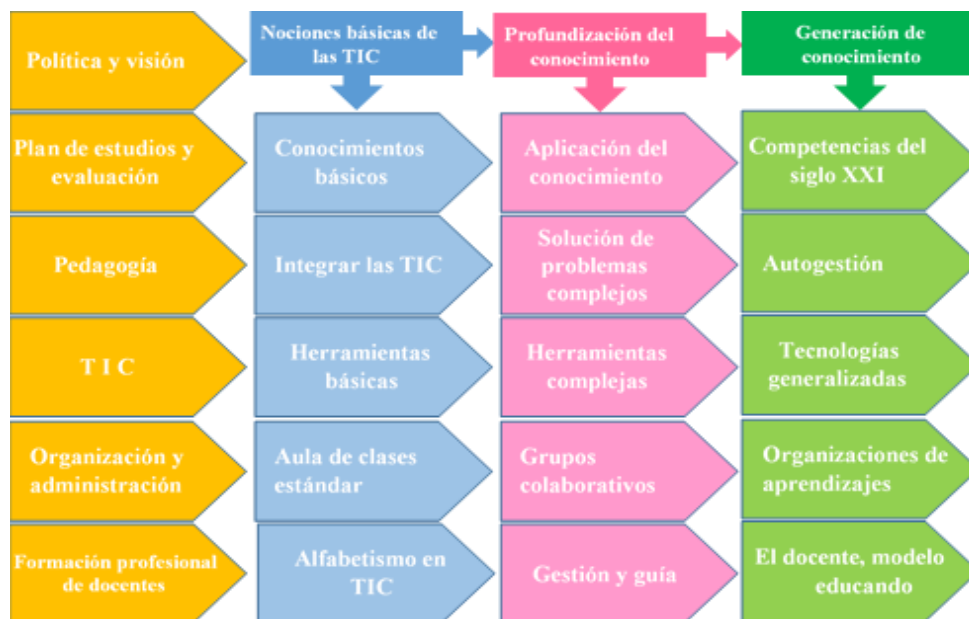 Política y visión
Nociones básicas de
las TIC
Profundización del
conocimiento
Generación de
conocimiento
Plan de estudios y
evaluación
Conocimientos
básicos
Aplicación del
conocimiento
Competencias del
siglo XXI
Pedagogía
Integrar las TIC
Solución de
problemas
complejos
Autogestión
T I C
Herramientas
básicas
Herramientas
complejas
Tecnologías
generalizadas
Organización y
administración
Aula de clases
estándar
Grupos
colaborativos
Organizaciones de
aprendizajes
Formación profesional
de docentes
Alfabetismo en
TIC
Gestión y guía
El docente, modelo
educando